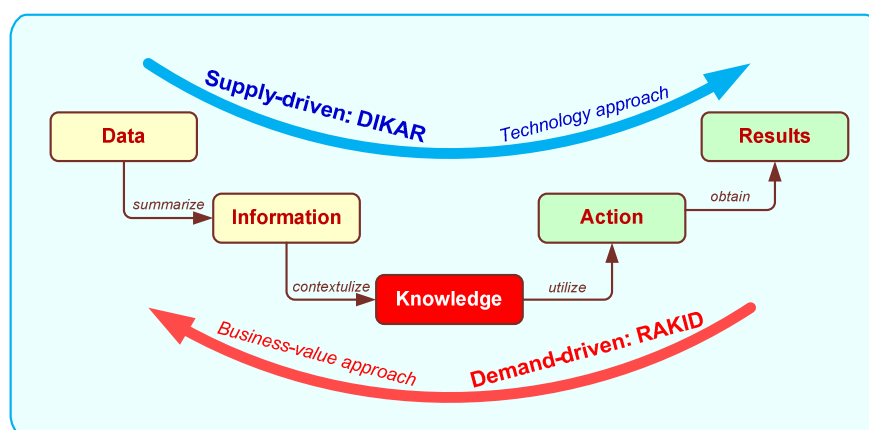 Supply-driven: DIKAR
Technology approach
Data
Results
summarize
obtain
Information
Action
contextulize
utilize
Knowledge
Business-value approach
Demand-driven: RAKID